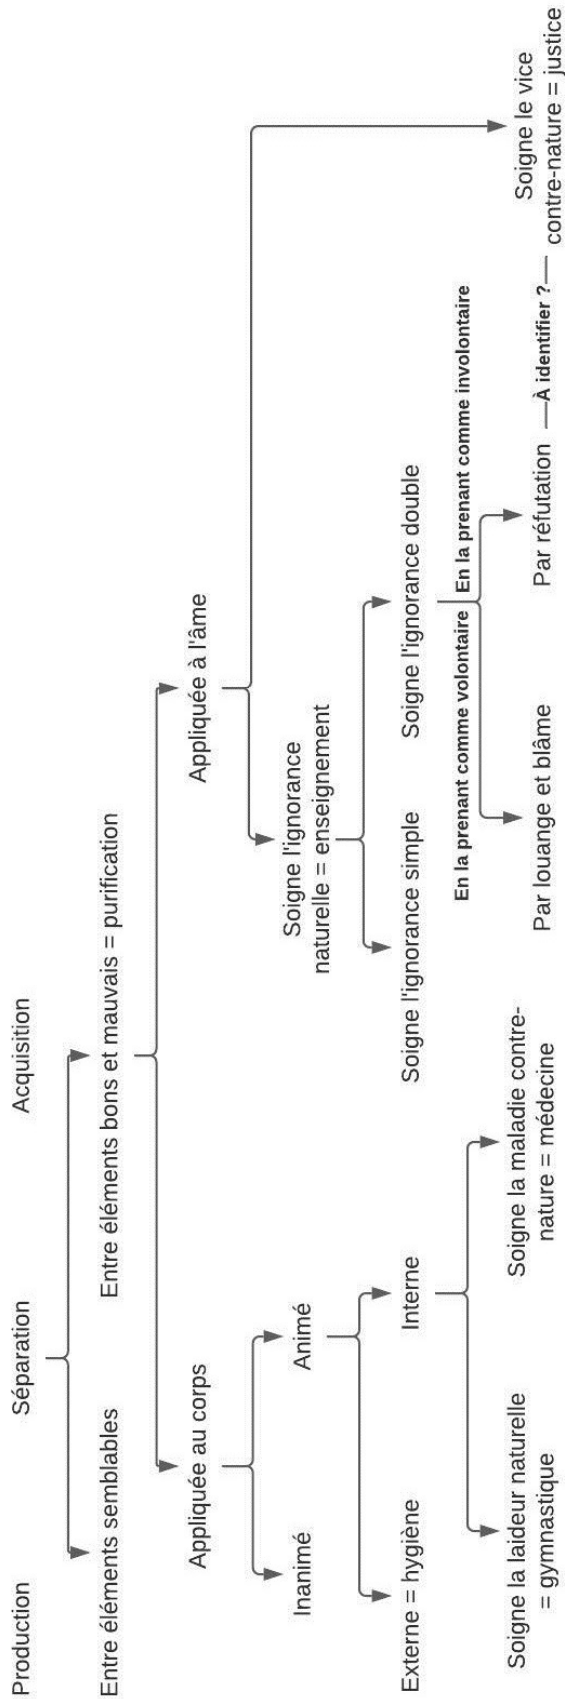 Production
Séparation
Acquisition
Entre éléments semblables
Entre éléments bons et mauvais = purification
Appliquée au corps
Appliquée à l'âme
Inanimé
Animé
Soigne l'ignorance
naturelle = enseignement
Externe = hygiène
Interne
Soigne l'ignorance simple
Soigne l'ignorance double
En la prenant comme volontaire
En la prenant comme involontaire
Soigne la laideur naturelle
= gymnastique
Soigne la maladie contre-
nature = médecine
Par louange et blâme
Par réfutation
À identifier ?
Soigne le vice
contre-nature = justice